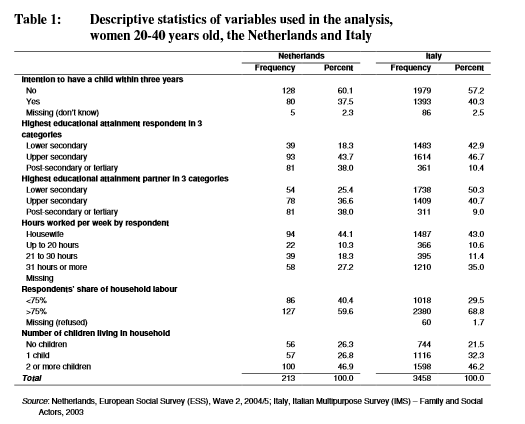 Table 1: Descriptive statistics of variables used in the analysis,
women 20-40 years old, the Netherlands and Italy
Netherlands Italy
Frequency Percent Frequency Percent
Intention to have a child within three years
No 128 60.1 1979 57.2
Yes 80 37.5 1393 40.3
Missing (don't know) 5 2.3 86 2.5
Highest educational attainment respondent in 3
categories
Lower secondary 39 18.3 1483 42.9
Upper secondary 93 43.7 1614 46.7
Post-secondary or tertiary 81 38.0 361 10.4
Highest educational attainment partner in 3 categories
Lower secondary 54 25.4 1738 50.3
Upper secondary 78 36.6 1409 40.7
Post-secondary or tertiary 81 38.0 311 9.0
Hours worked per week by respondent
Housewife 94 44.1 1487 43.0
Up to 20 hours 22 10.3 366 10.6
21 to 30 hours 39 18.3 395 11.4
31 hours or more 58 27.2 1210 35.0
Missing
Respondents' share of household labour
<75% 86 40.4 1018 29.5
>75% 127 59.6 2380 68.8
Missing (refused) 60 1.7
Number of children living in household
No children 56 26.3 744 21.5
1 child 57 26.8 1116 32.3
2 or more children 100 46.9 1598 46.2
Total 213 100.0 3458 100.0
Source: Netherlands, European Social Survey (ESS), Wave 2, 2004/5; Italy, Italian Multipurpose Survey (IMS) – Family and Social
Actors, 2003